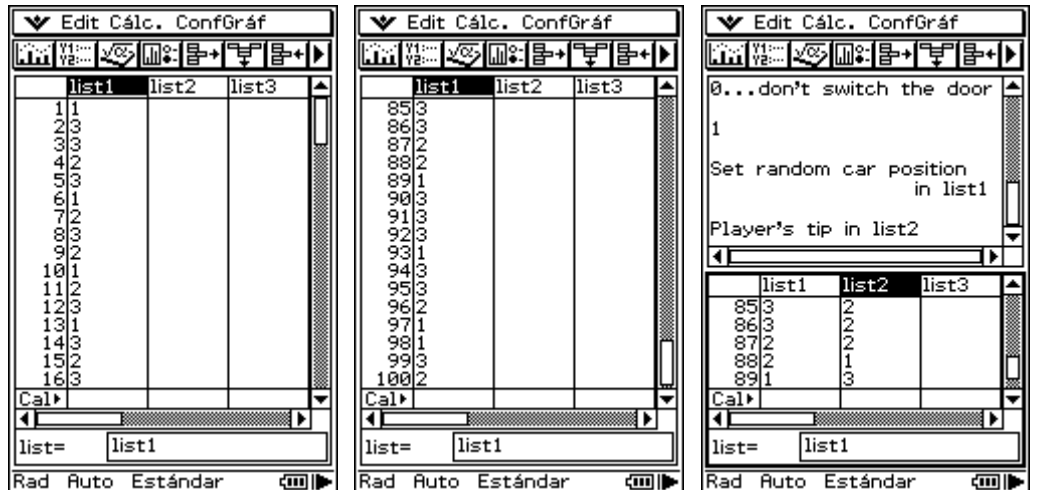 Edit Cálc. ConfGráf
list1 list2 list3
1 1
2 3
3 3
4 2
5 3
6 1
7 2
8 3
9 2
10 1
11 2
12 3
13 1
14 3
15 2
16 3
Cal
list= list1
Rad Auto Estándar
Edit Cálc. ConfGráf
list1 list2 list3
85 3
86 3
87 2
88 2
89 1
90 3
91 3
92 3
93 1
94 3
95 3
96 2
97 1
98 1
99 3
100 2
Cal
list= list1
Rad Auto Estándar
Edit Cálc. ConfGráf
0...don't switch the door
1
Set random car position
in list1
Player's tip in list2
list1 list2 list3
85 3 2
86 3 2
87 2 2
88 2 1
89 1 3
Cal
list= list1
Rad Auto Estándar